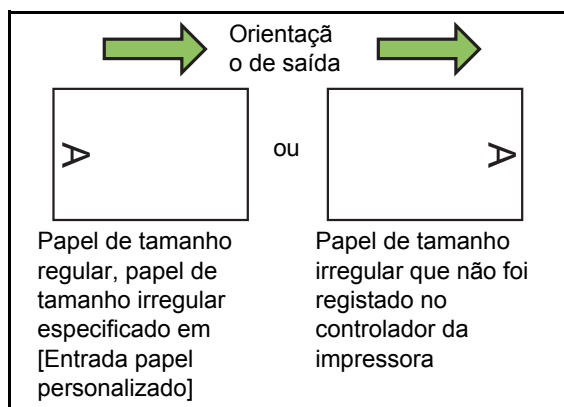 Orientaçã
o de saída
A
ou
A
Papel de tamanho
regular, papel de
tamanho irregular
especificado em
[Entrada papel
personalizado]
Papel de tamanho
irregular que não foi
registado no
controlador da
impressora